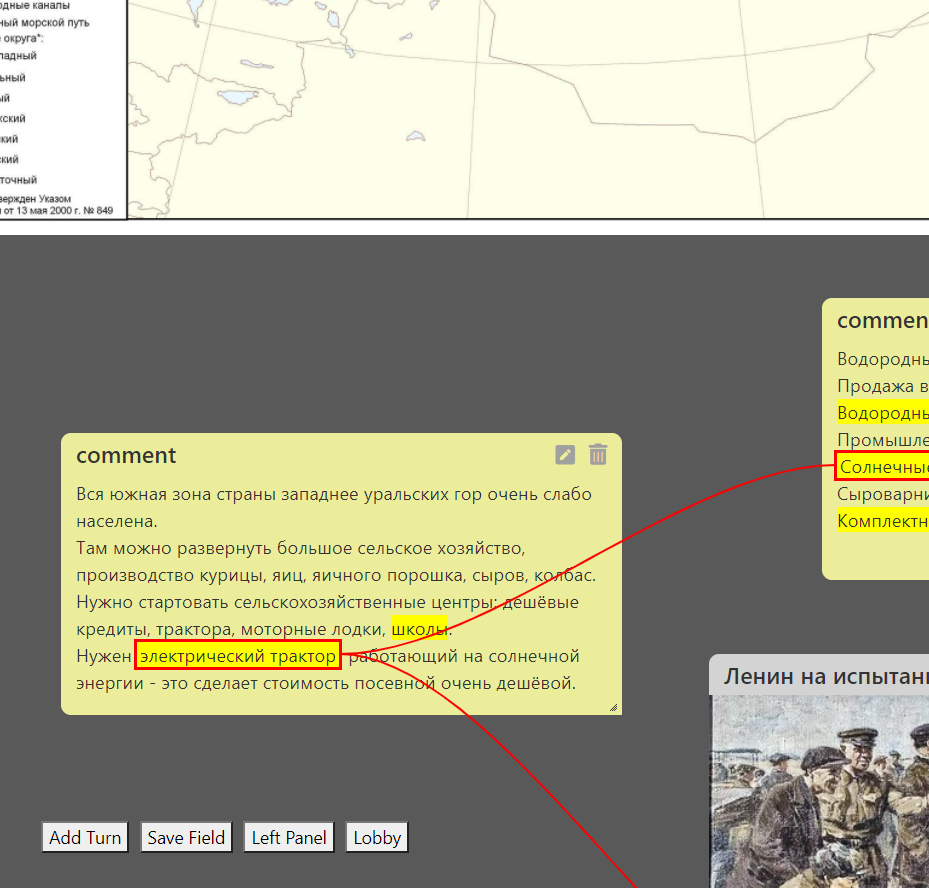 одные каналы
ный морской путь
округа*:
падный
ьный
ый
жский
кий
ский
точный
вержден Указом
от 13 мая 2000 г. № 849
comment
Вся южная зона страны западнее уральских гор очень слабо
населена.
Там можно развернуть большое сельское хозяйство,
производство курицы, яиц, яичного порошка, сыров, колбас.
Нужно стартовать сельскохозяйственные центры: дешёвые
кредиты, трактора, моторные лодки, школы.
Нужен электрический трактор работающий на солнечной
энергии - это сделает стоимость посевной очень дешёвой.
commen
Водородны
Продажа в
Водородны
Промышле
Солнечные
Сыроварни
Комплектн
Ленин на испытани
Add Turn Save Field Left Panel Lobby